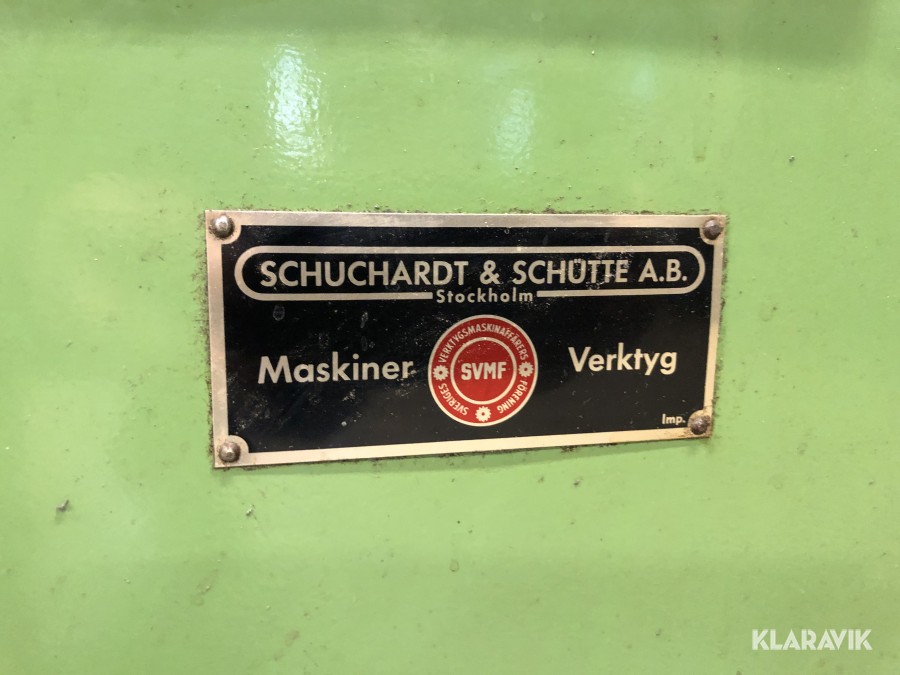 SCHUCHARDT & SCHÜTTE A.B.
Stockholm
Maskiner
SVERIGES VERKTYGSMASKINAFFÄRERS FÖRENING
SVMF
Verktyg
Imp.
KLARAVIK